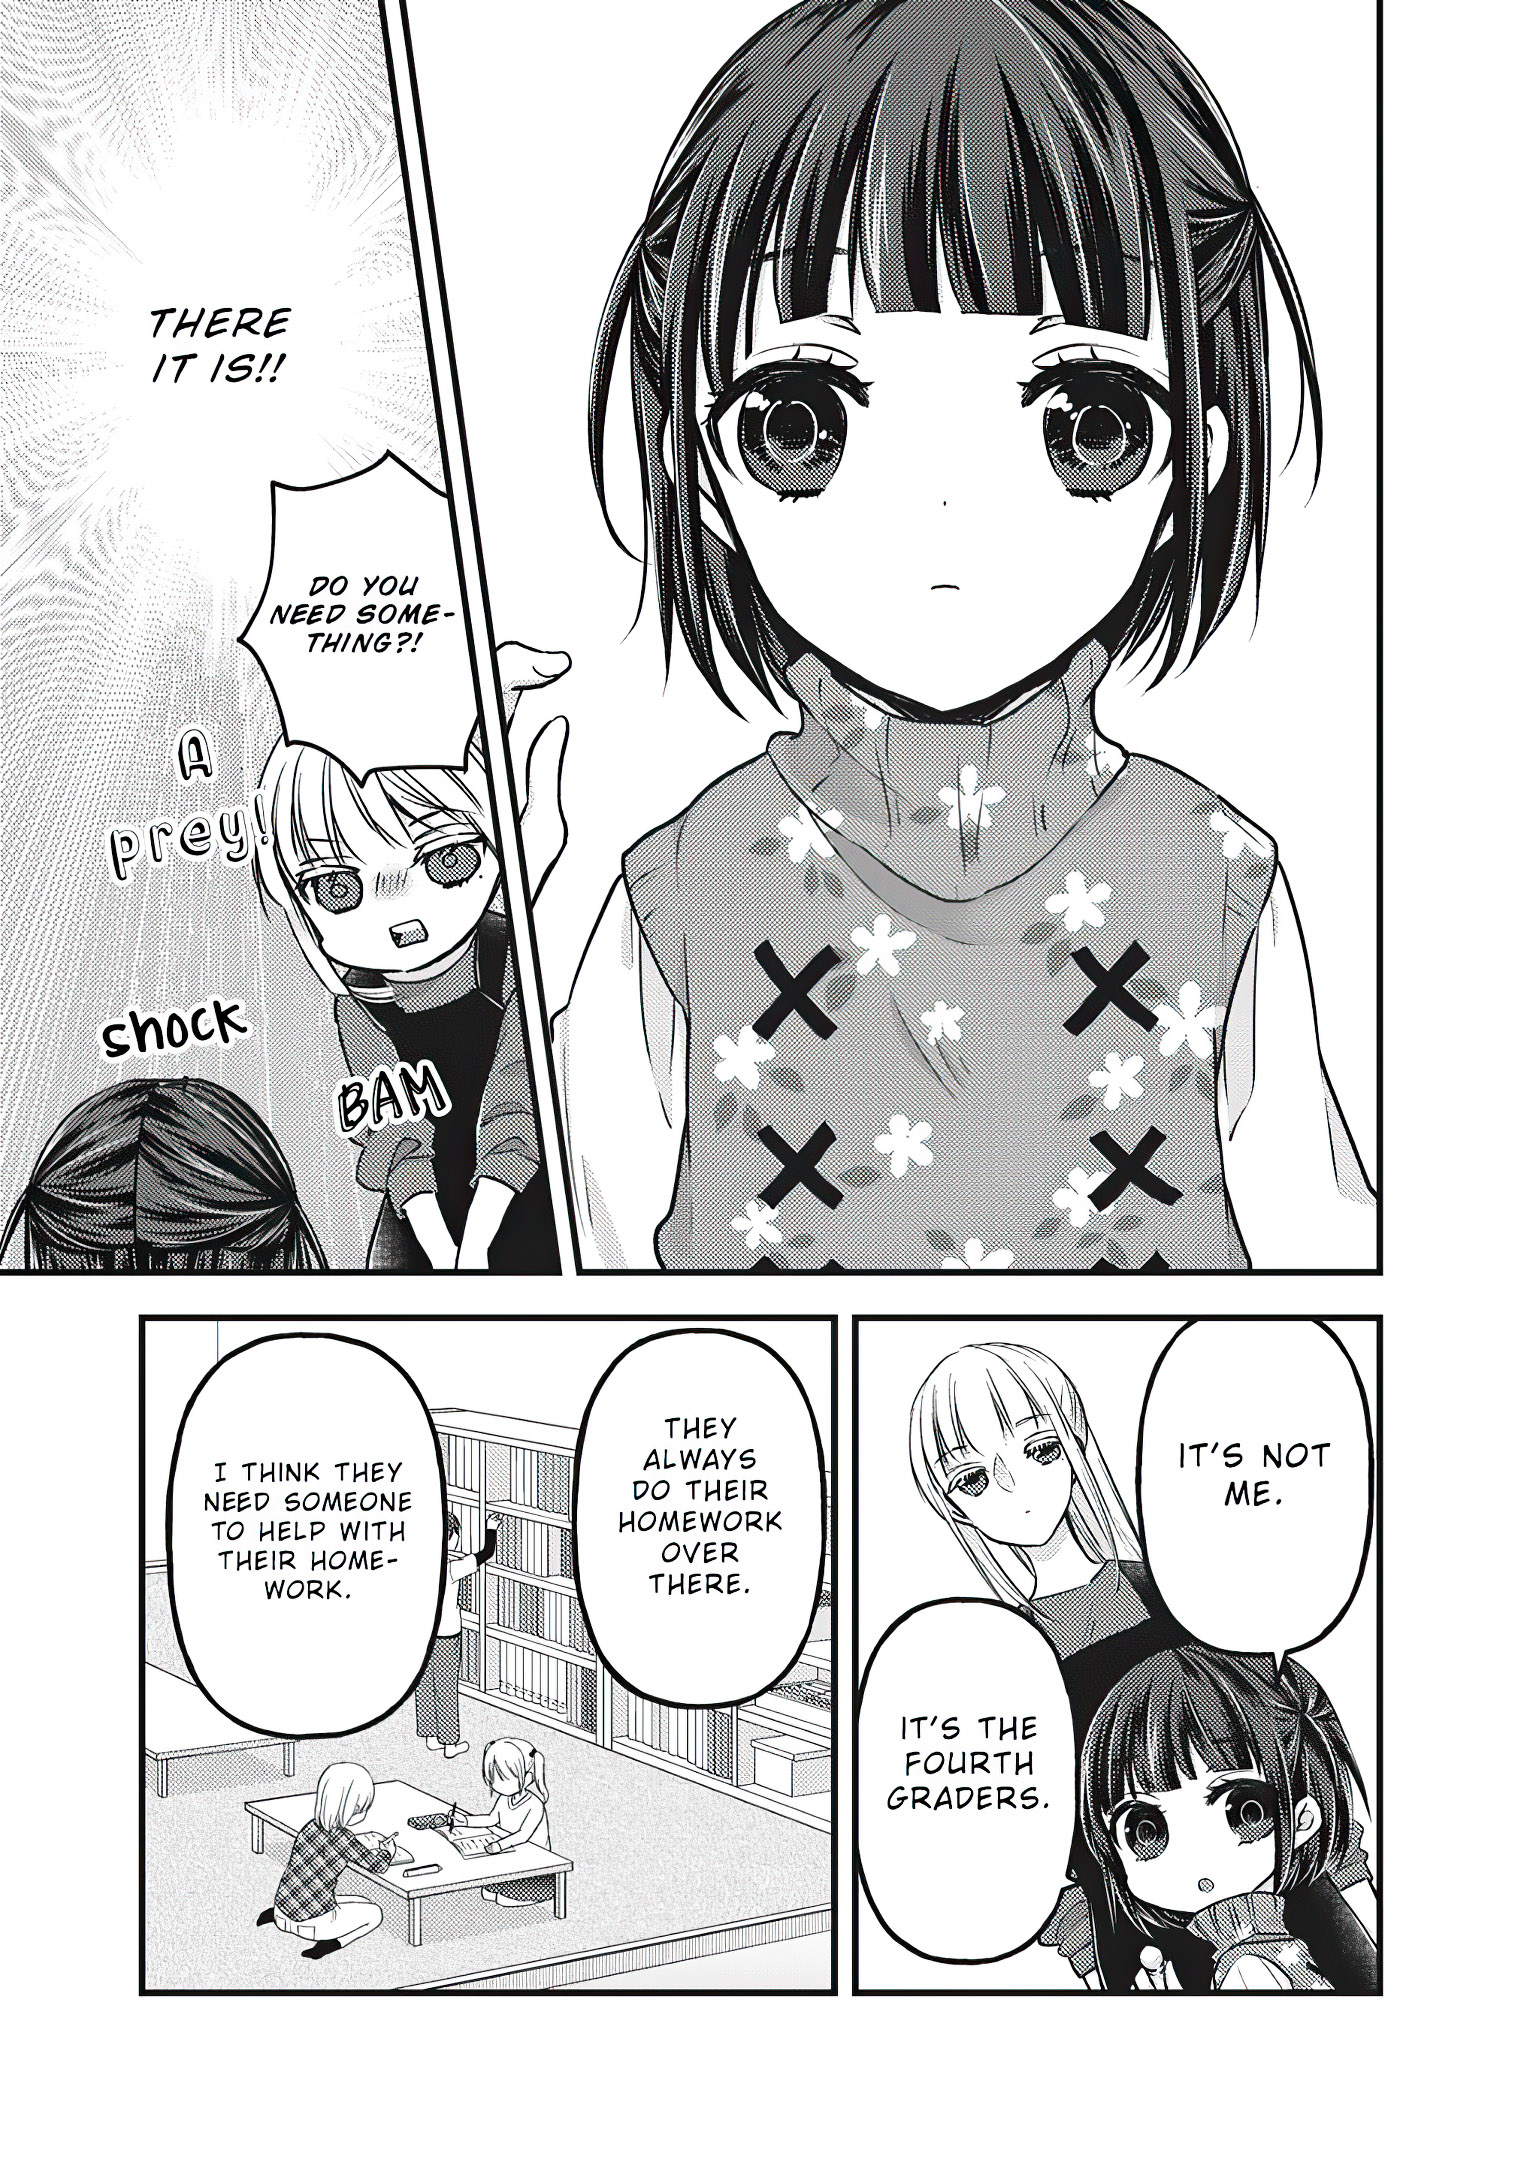 THERE
IT IS!!
DO YOU
NEED SOME-
THING?!
A
prey!
shock
BAM
IT'S NOT
ME.
IT'S THE
FOURTH
GRADERS.
THEY
ALWAYS
DO THEIR
HOMEWORK
OVER
THERE.
I THINK THEY
NEED SOMEONE
TO HELP WITH
THEIR HOME-
WORK.